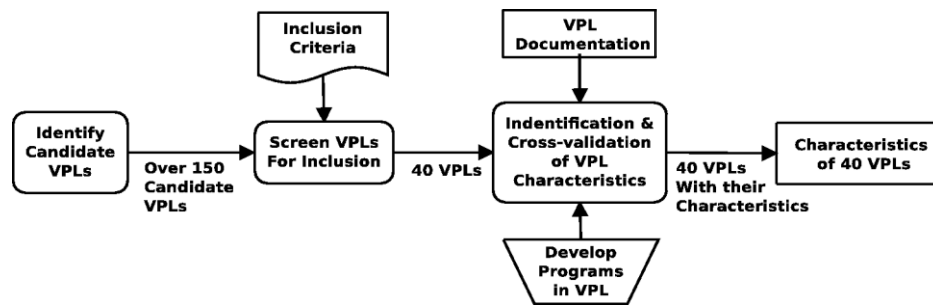 Inclusion
Criteria
VPL
Documentation
Identify
Candidate
VPLs
Over 150
Candidate
VPLs
Screen VPLs
For Inclusion
40 VPLs
Indentification &
Cross-validation
of VPL
Characteristics
40 VPLs
With their
Characteristics
Characteristics
of 40 VPLs
Develop
Programs
in VPL